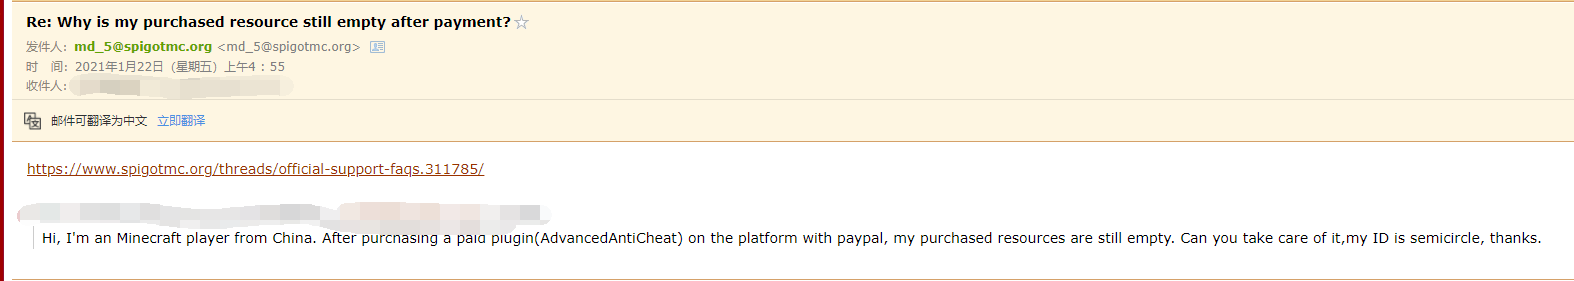 Re: Why is my purchased resource still empty after payment?
发件人：md_5@spigotmc.org <md_5@spigotmc.org>
时　间：2021年1月22日（星期五）上午4：55
收件人：
邮件可翻译为中文 立即翻译
https://www.spigotmc.org/threads/official-support-faqs.311785/
Hi, I'm an Minecraft player from China. After purchasing a paid plugin(AdvancedAntiCheat) on the platform with paypal, my purchased resources are still empty. Can you take care of it,my ID is semicircle, thanks.